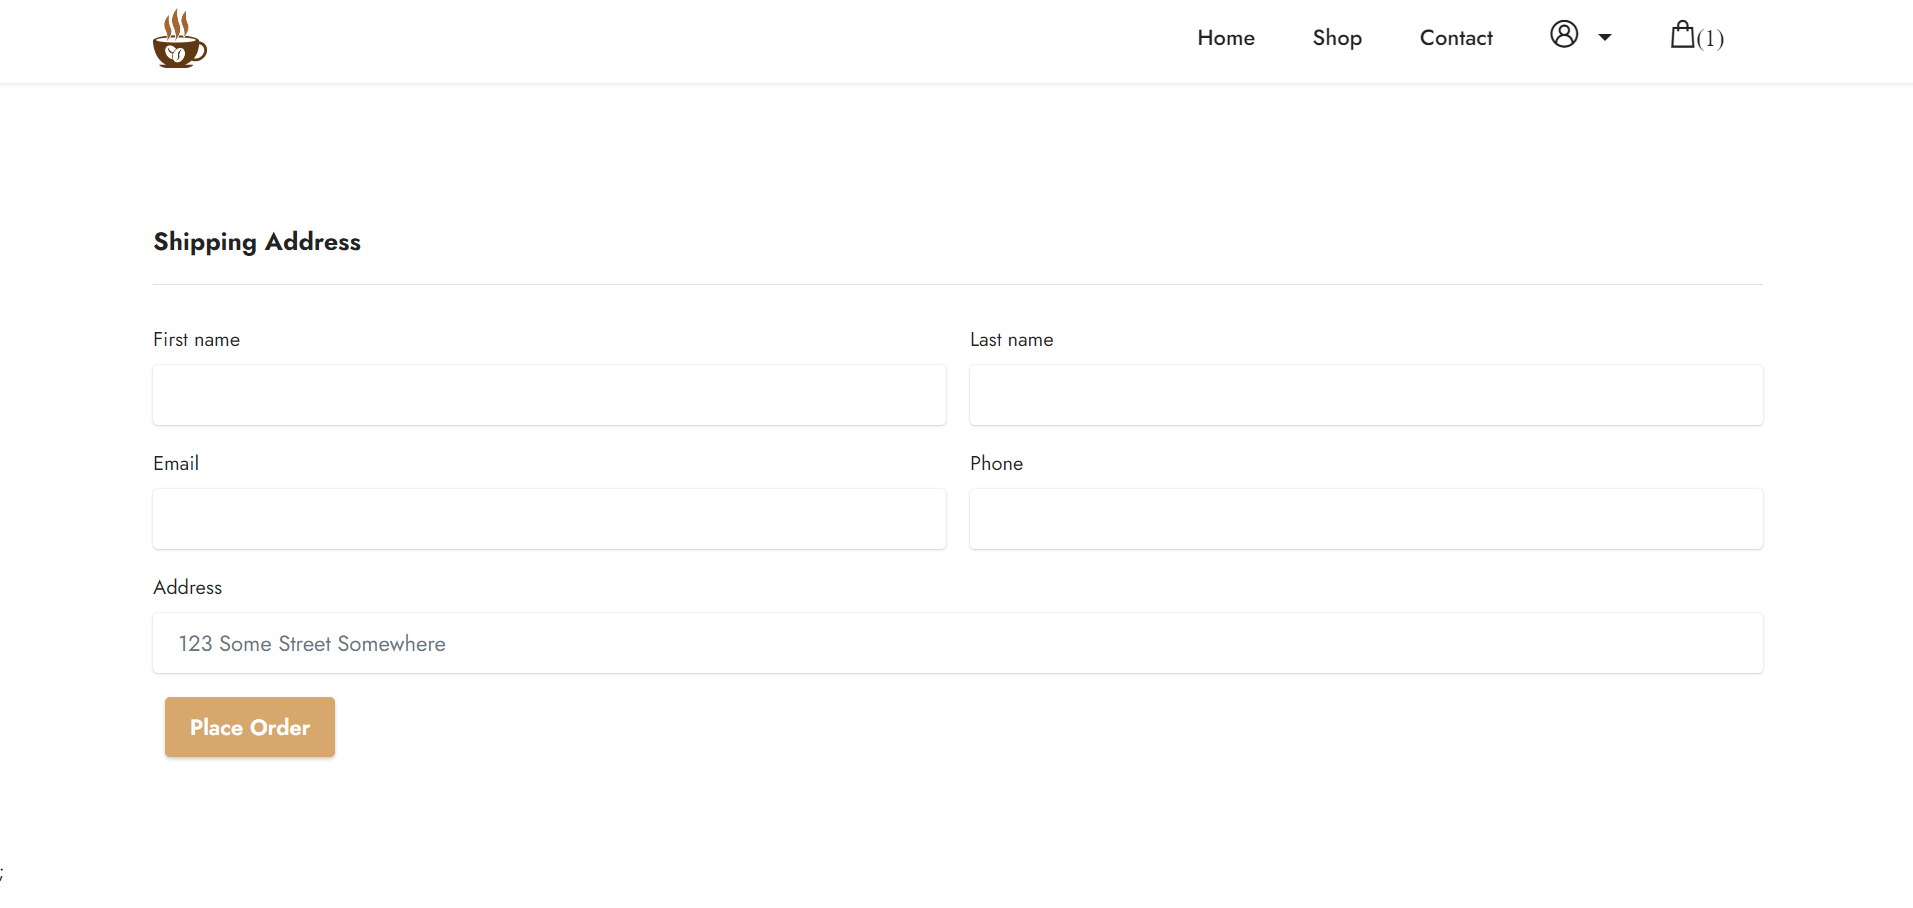 Home Shop Contact (1)
Shipping Address
First name Last name
Email Phone
Address
123 Some Street Somewhere
Place Order
;